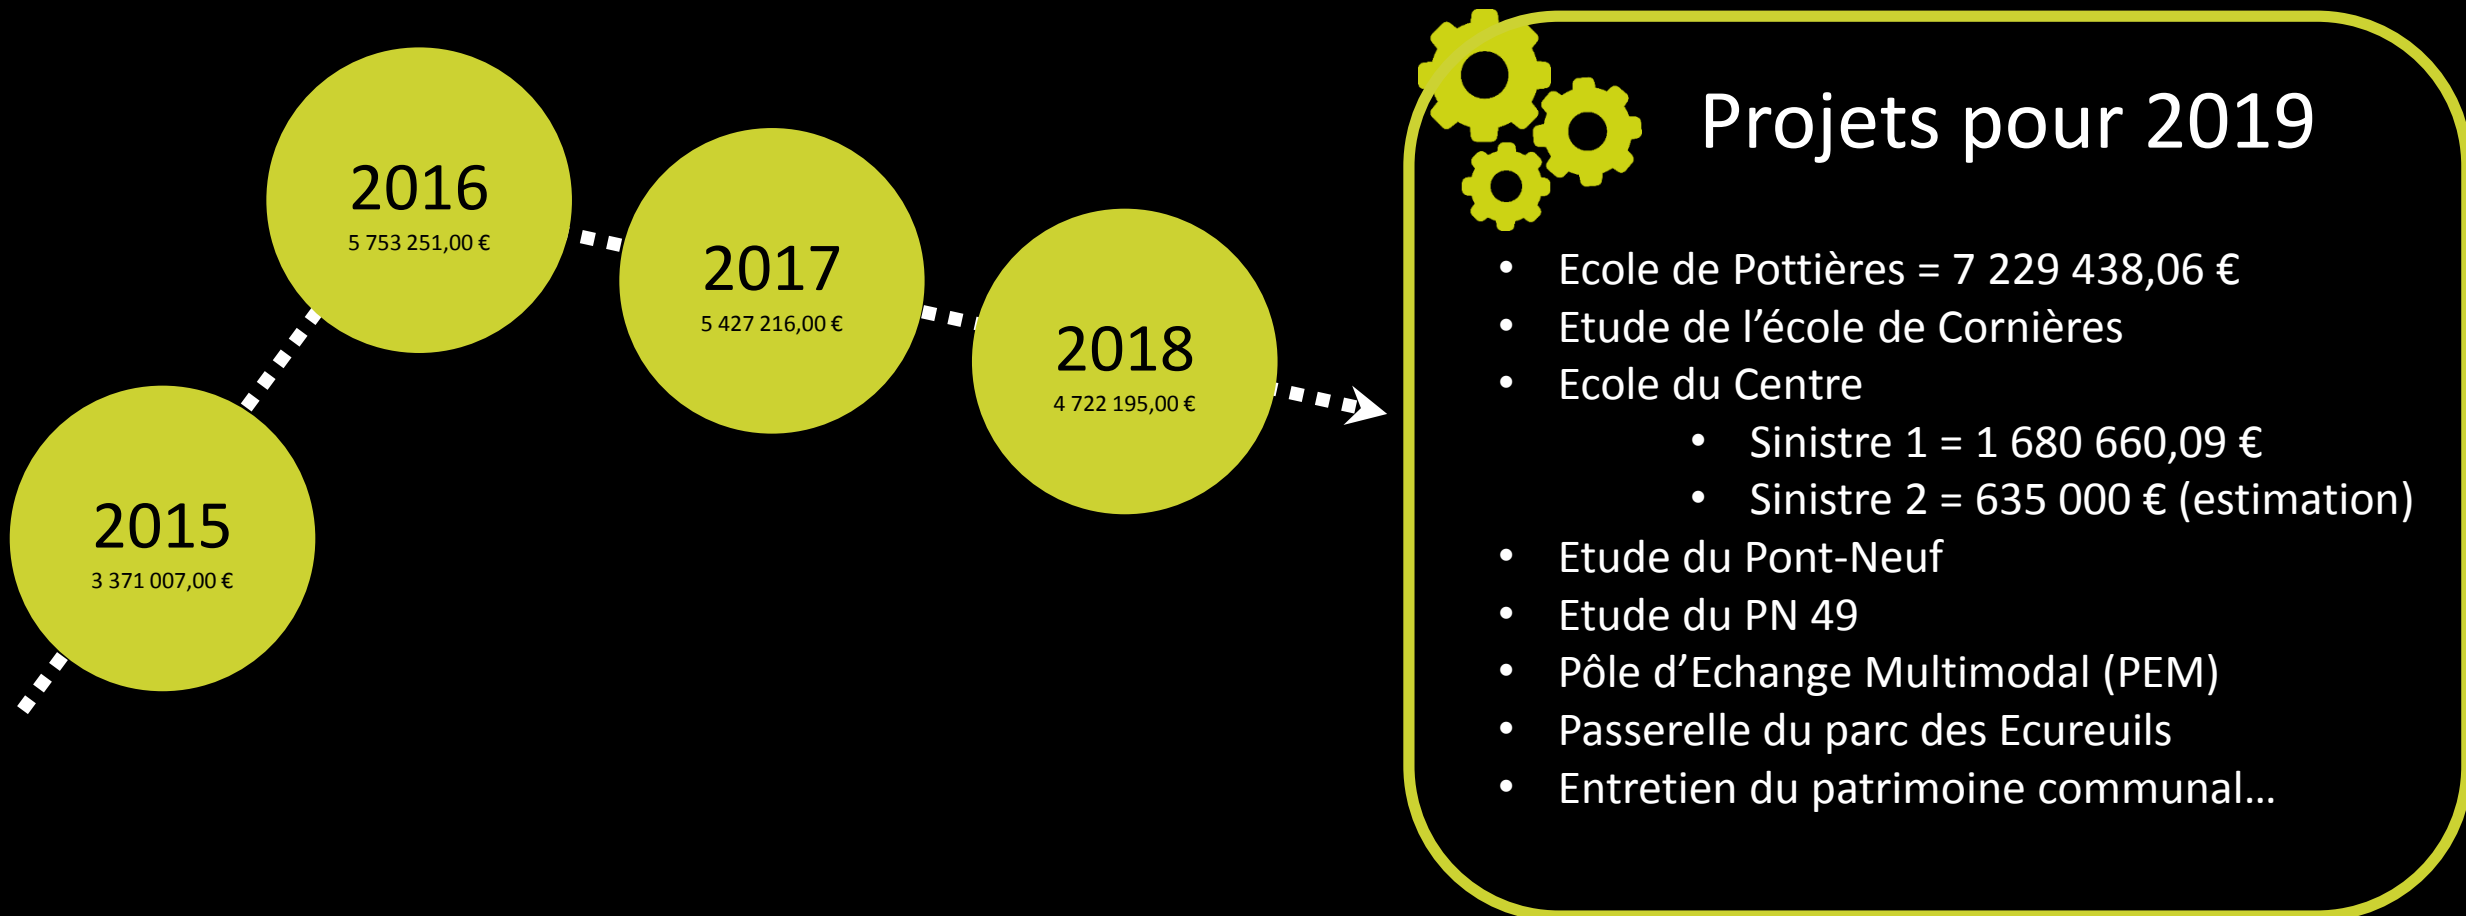 2015
3 371 007,00 €
2016
5 753 251,00 €
2017
5 427 216,00 €
2018
4 722 195,00 €
Projets pour 2019
• Ecole de Pottières = 7 229 438,06 €
• Etude de l’école de Cornières
• Ecole du Centre
• Sinistre 1 = 1 680 660,09 €
• Sinistre 2 = 635 000 € (estimation)
• Etude du Pont-Neuf
• Etude du PN 49
• Pôle d’Echange Multimodal (PEM)
• Passerelle du parc des Ecureuils
• Entretien du patrimoine communal…